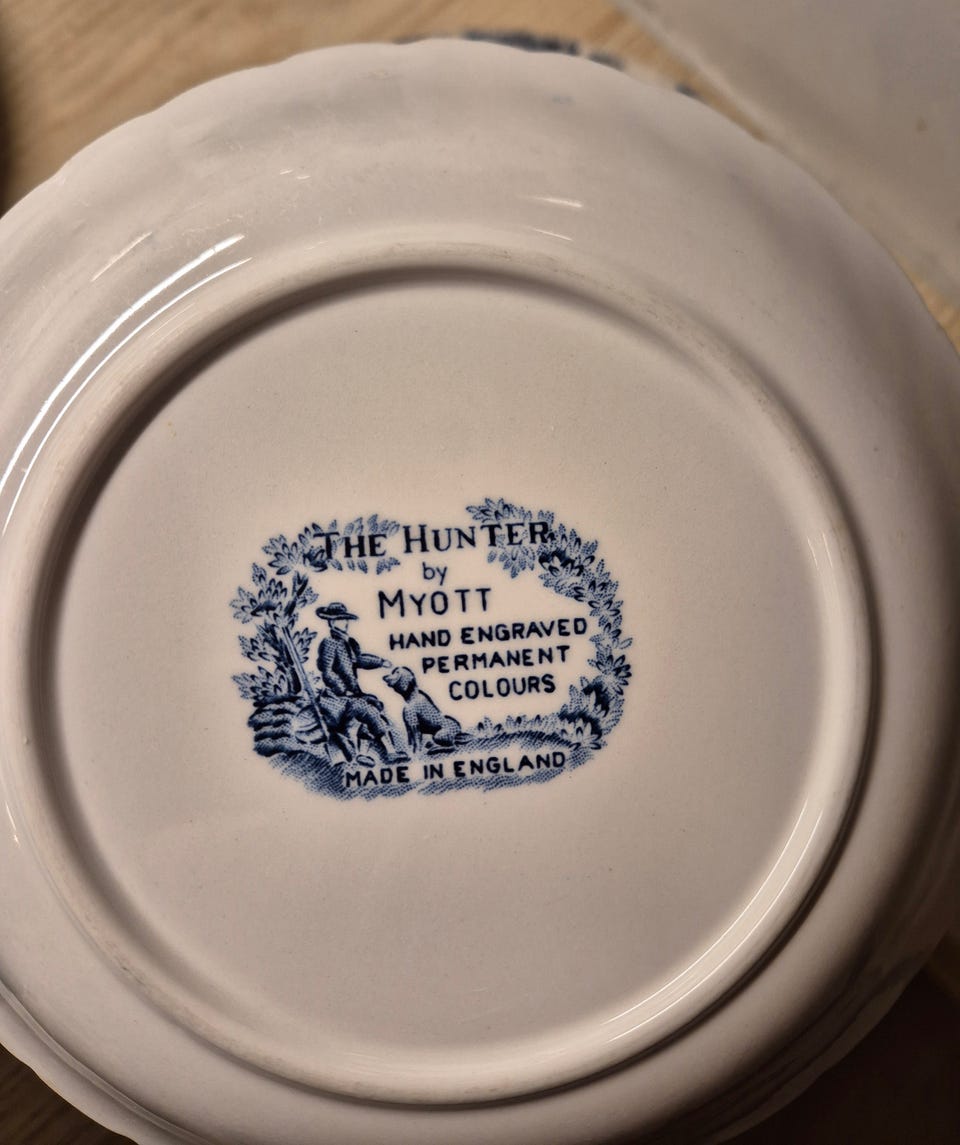 THE HUNTER
by
MYOTT
HAND ENGRAVED
PERMANENT
COLOURS
MADE IN ENGLAND